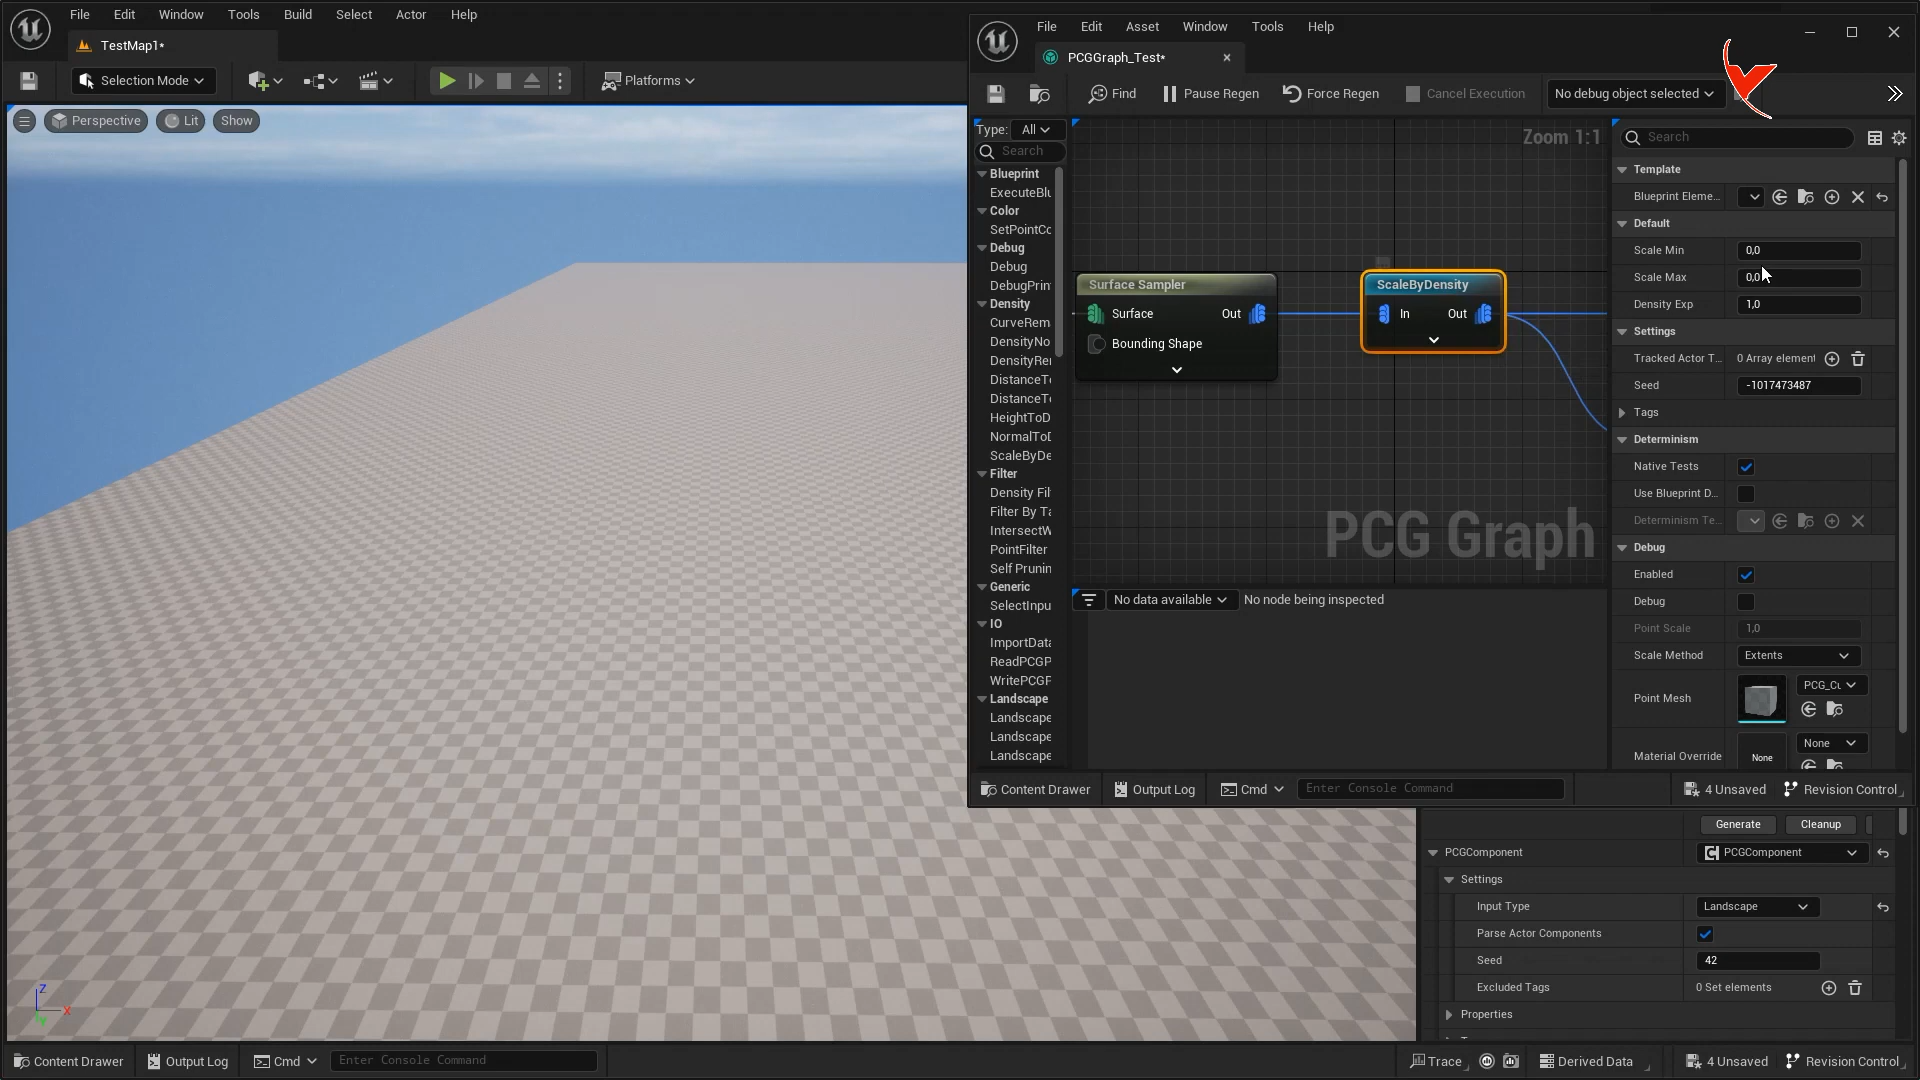 File Edit Window Tools Build Select Actor Help
TestMap1*
Selection Mode
Platforms
Perspective Lit Show
File Edit Asset Window Tools Help
PCGGraph_Test*
Find Pause Regen Force Regen Cancel Execution No debug object selected
Type: All
Search
Blueprint
ExecuteBlu
Color
SetPointCo
Debug
Debug
DebugPrin
Density
CurveRem
DensityNo
DensityRer
DistanceTo
DistanceTo
HeightToD
NormalToD
ScaleByDe
Filter
Density Fil
Filter By Ta
IntersectW
PointFilter
Self Prunin
Generic
SelectInpu
IO
ImportData
ReadPCGP
WritePCGF
Landscape
Landscape
Landscape
Landscape
Zoom 1:1
Surface Sampler
Surface Out
Bounding Shape
ScaleByDensity
In Out
PCG Graph
No data available No node being inspected
Search
Template
Blueprint Eleme...
Default
Scale Min 0,0
Scale Max 0,0
Density Exp 1,0
Settings
Tracked Actor T... 0 Array element
Seed -1017473487
Tags
Determinism
Native Tests
Use Blueprint D...
Determinism Te...
Debug
Enabled
Debug
Point Scale 1,0
Scale Method Extents
Point Mesh PCG_Cu
Material Override None None
Content Drawer Output Log Cmd Enter Console Command 4 Unsaved Revision Control
Generate Cleanup
PCGComponent PCGComponent
Settings
Input Type Landscape
Parse Actor Components
Seed 42
Excluded Tags 0 Set elements
Properties
Z
X
Y
Content Drawer Output Log Cmd Enter Console Command Trace Derived Data 4 Unsaved Revision Control